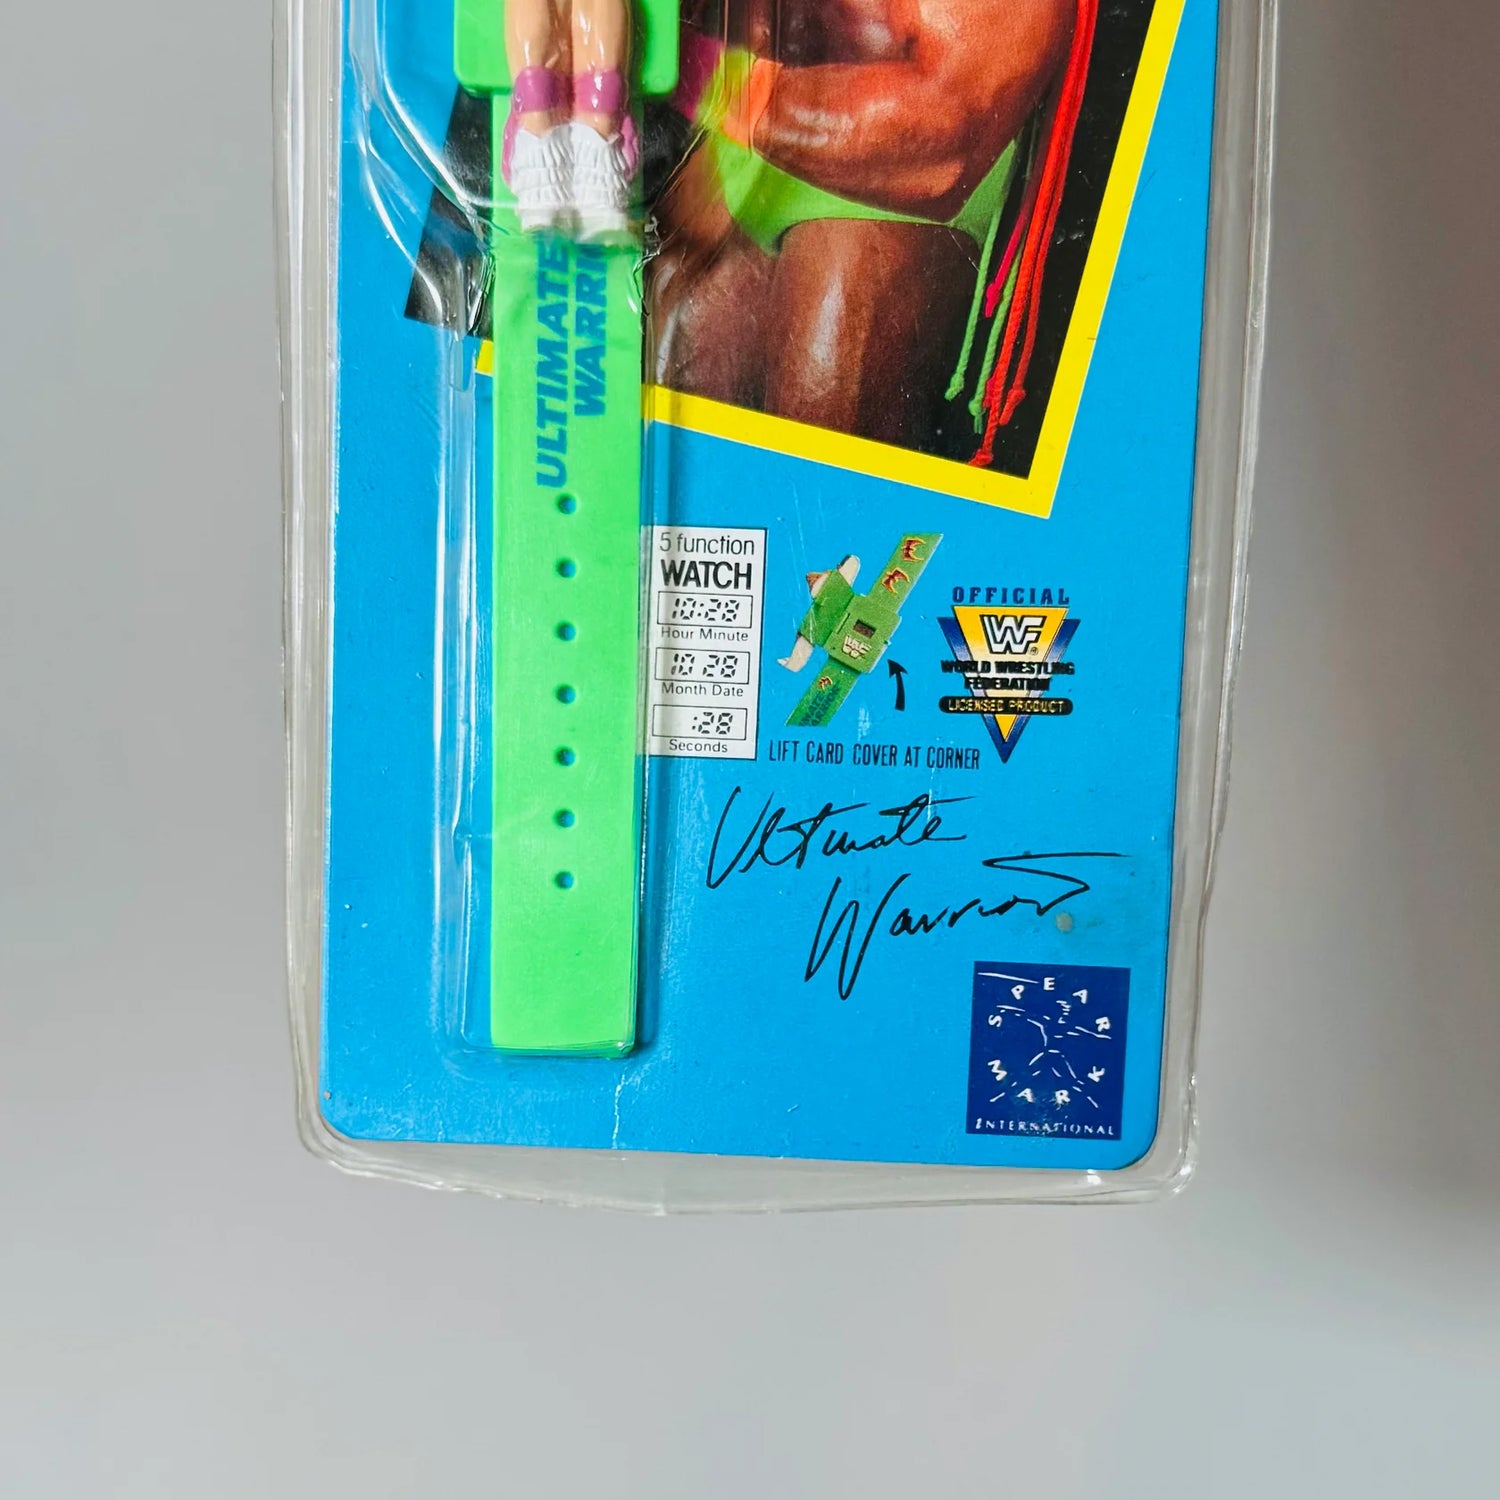 ULTIMATE
WARRIO
5 function
WATCH
10:28
Hour Minute
10 28
Month Date
:28
Seconds
LIFT CARD COVER AT CORNER
OFFICIAL
WF
WORLD WRESTLING
FEDERATION
LICENSED PRODUCT
Ultimate
Warrior
SPEAR
MARK
INTERNATIONAL